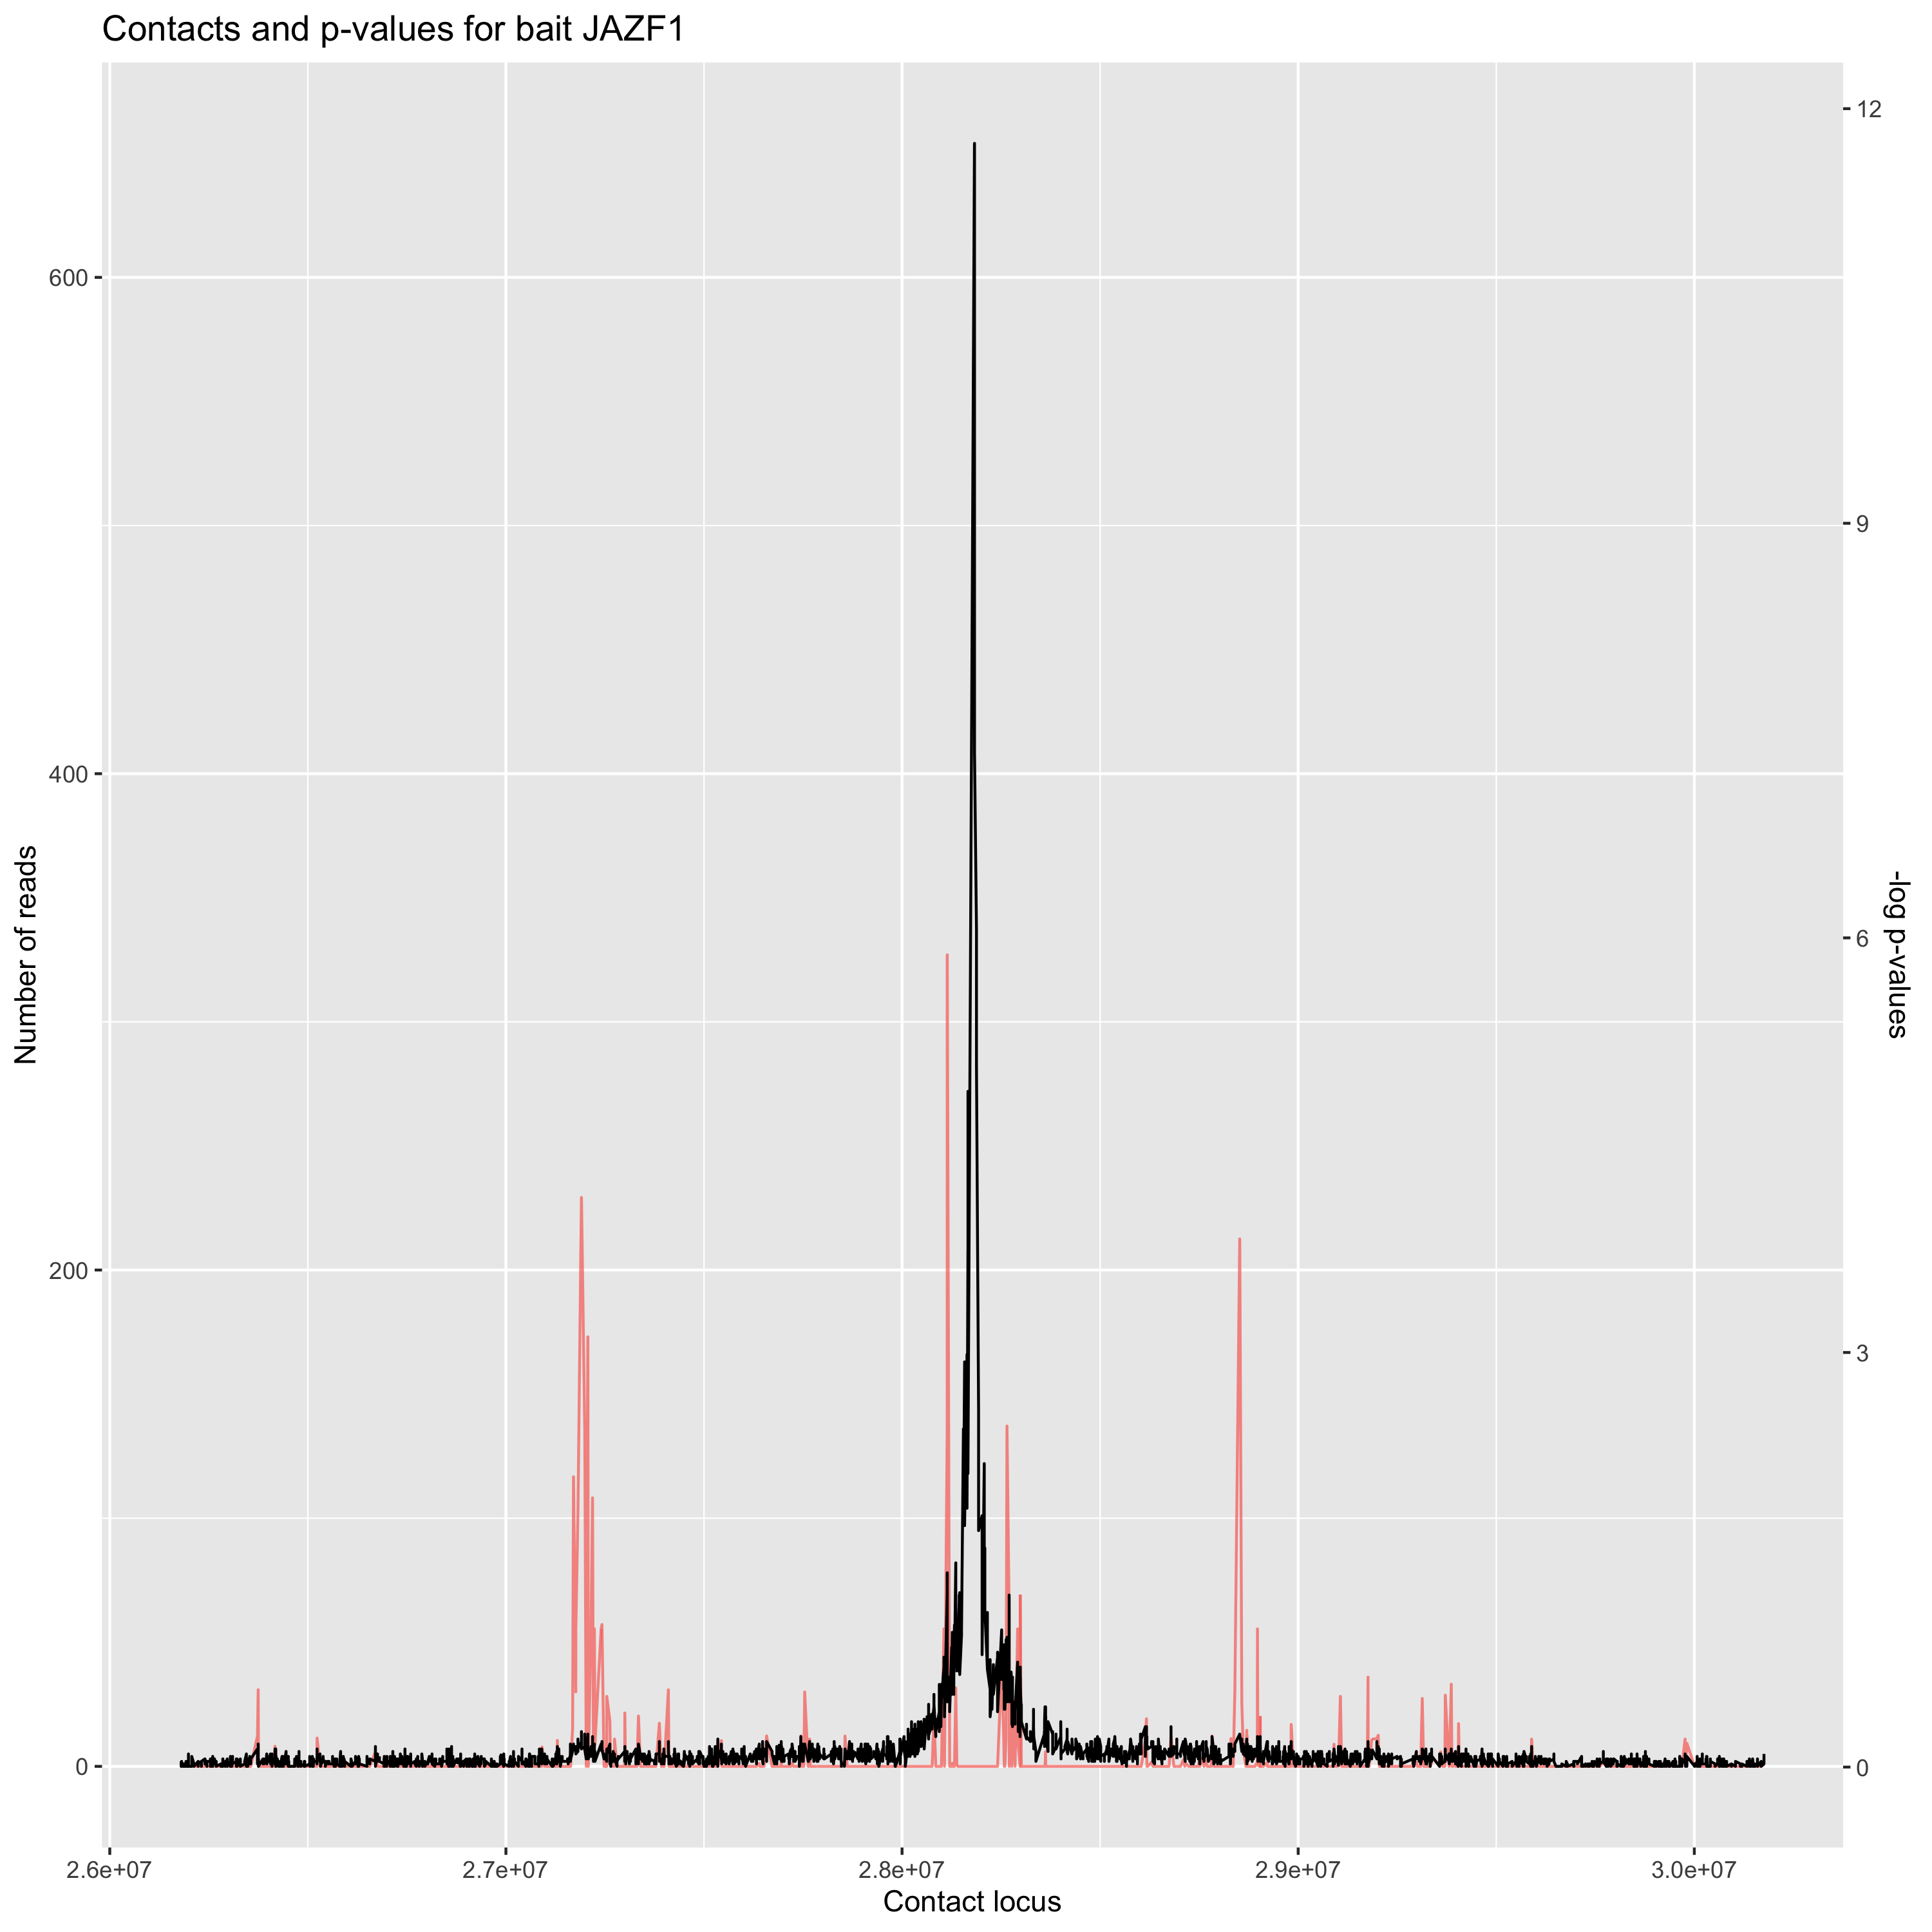 Contacts and p-values for bait JAZF1
12
600
9
400
Number of reads
6
-log p-values
200
3
0
0
2.6e+07 2.7e+07 2.8e+07 2.9e+07 3.0e+07
Contact locus